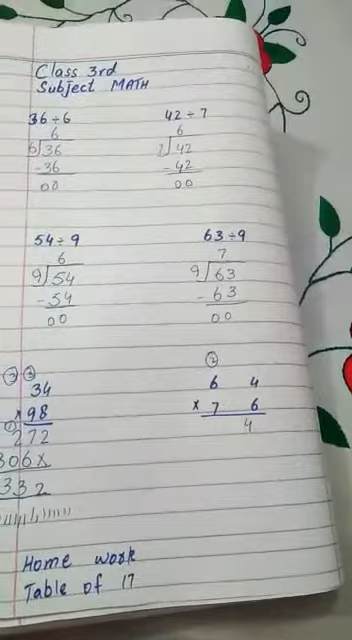 Class 3rd
Subject MATH
36 ÷ 6
6
6)36
-36
00
42 ÷ 7
6
7)42
-42
00
54 ÷ 9
6
9)54
-54
00
63 ÷ 9
7
9)63
-63
00
34
×98
272
306×
332
6 4
× 7 6
4
Home work
Table of 17